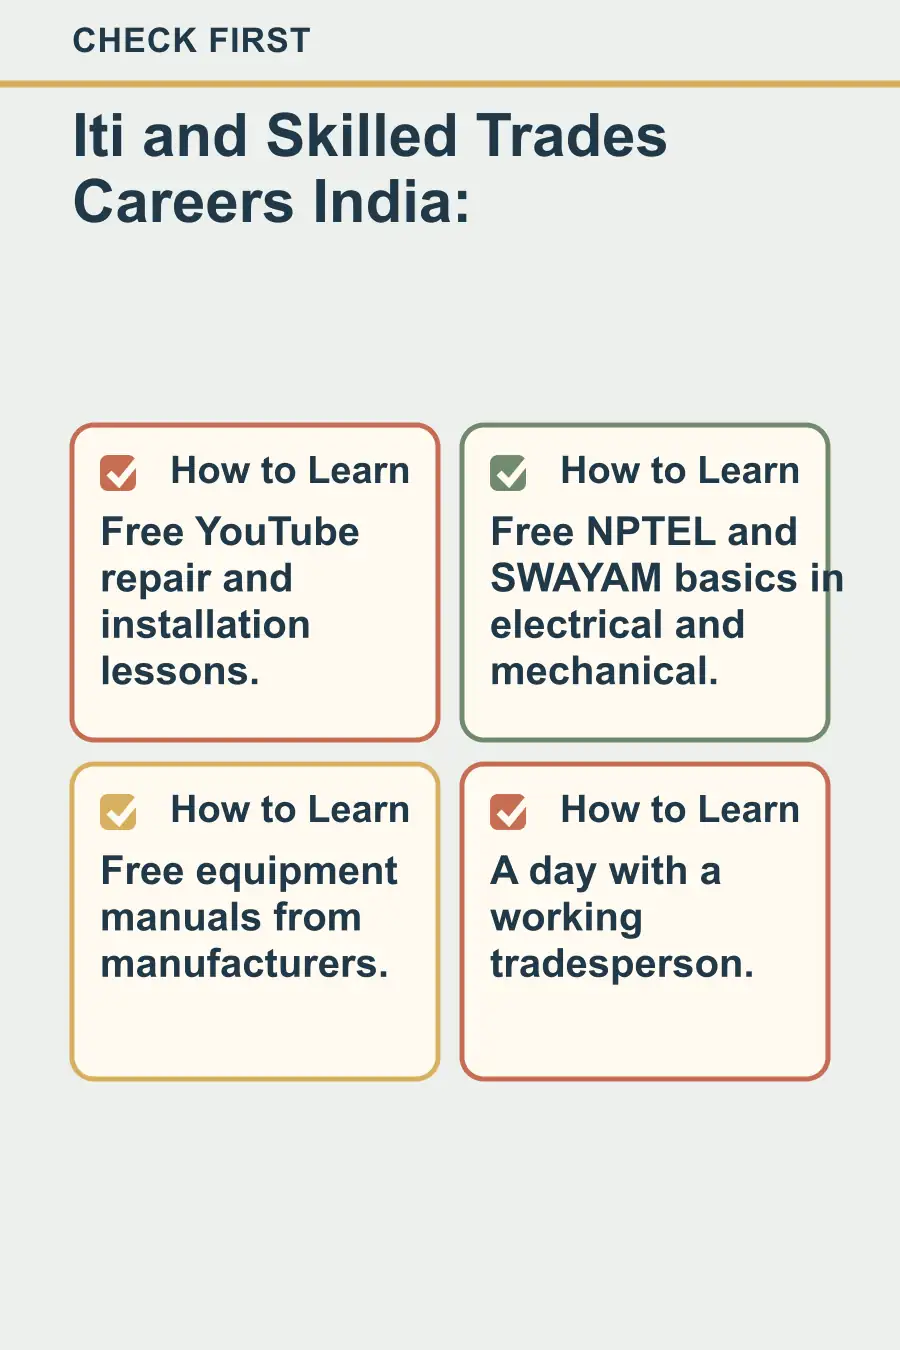 CHECK FIRST
Iti and Skilled Trades
Careers India:
How to Learn
Free YouTube
repair and
installation
lessons.
How to Learn
Free NPTEL and
SWAYAM basics in
electrical and
mechanical.
How to Learn
Free equipment
manuals from
manufacturers.
How to Learn
A day with a
working
tradesperson.